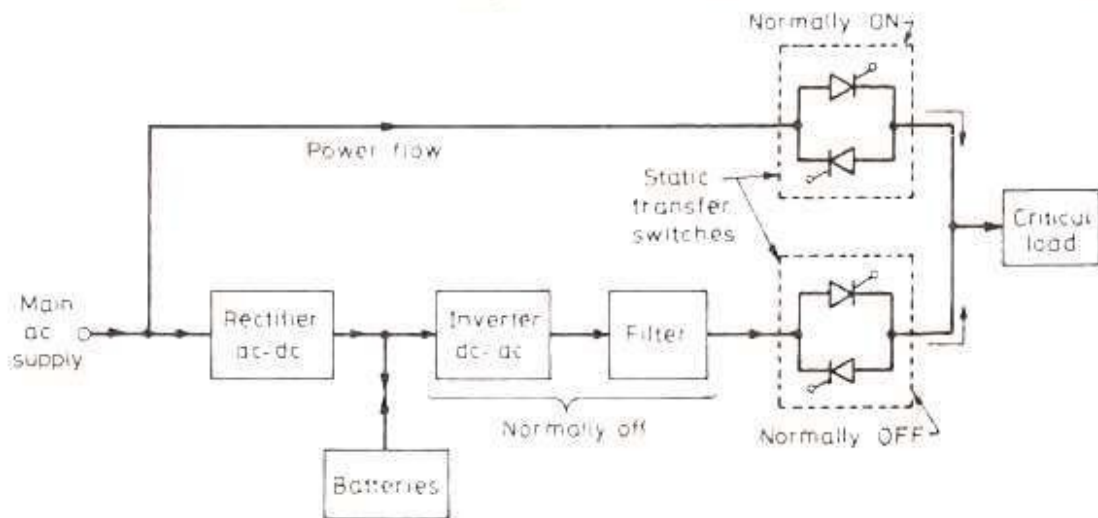 Normally ON
Power flow
Static
transfer
switches
Critical
load
Main
ac
supply
Rectifier
ac-dc
Inverter
dc-ac
Filter
Normally off
Normally OFF
Batteries